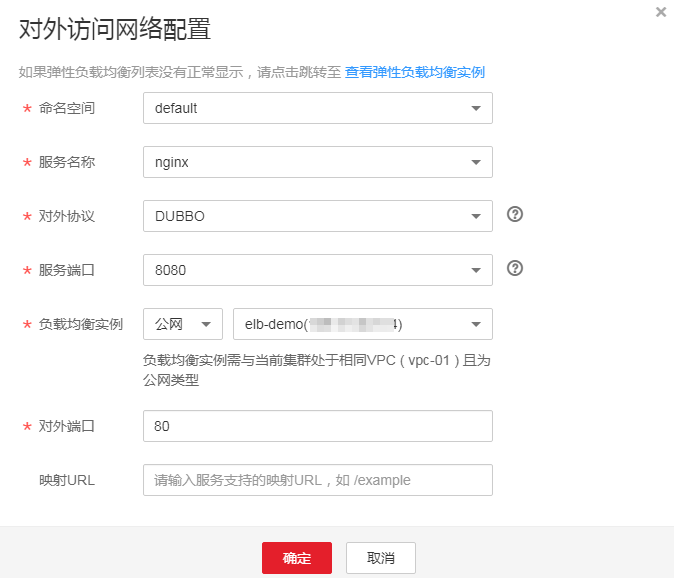 对外访问网络配置
如果弹性负载均衡列表没有正常显示，请点击跳转至 查看弹性负载均衡实例
* 命名空间 default
* 服务名称 nginx
* 对外协议 DUBBO
* 服务端口 8080
* 负载均衡实例 公网 elb-demo( 4)
负载均衡实例需与当前集群处于相同VPC ( vpc-01 ) 且为
公网类型
* 对外端口 80
映射URL 请输入服务支持的映射URL，如 /example
确定 取消